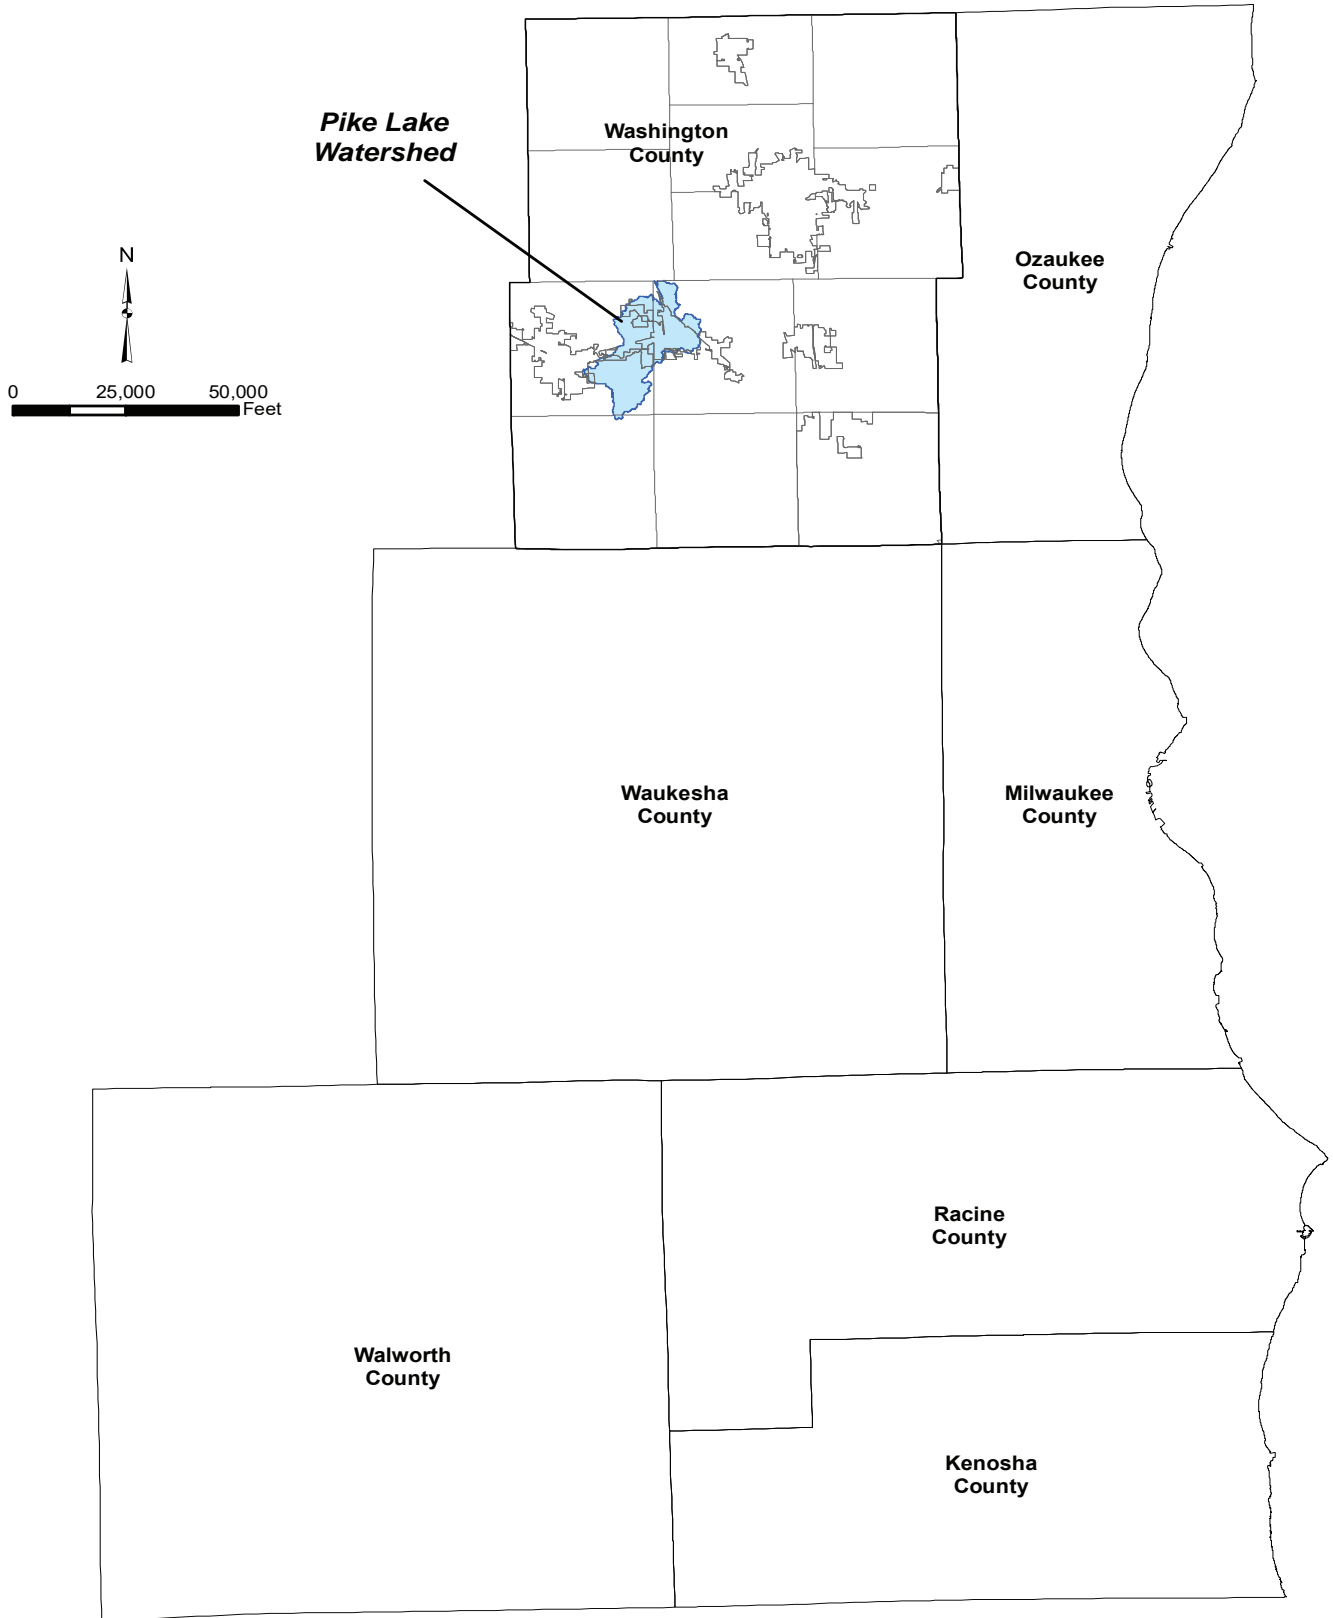 Pike Lake
Watershed
Washington
County
N
Ozaukee
County
0 25,000 50,000
Feet
Waukesha
County
Milwaukee
County
Racine
County
Walworth
County
Kenosha
County